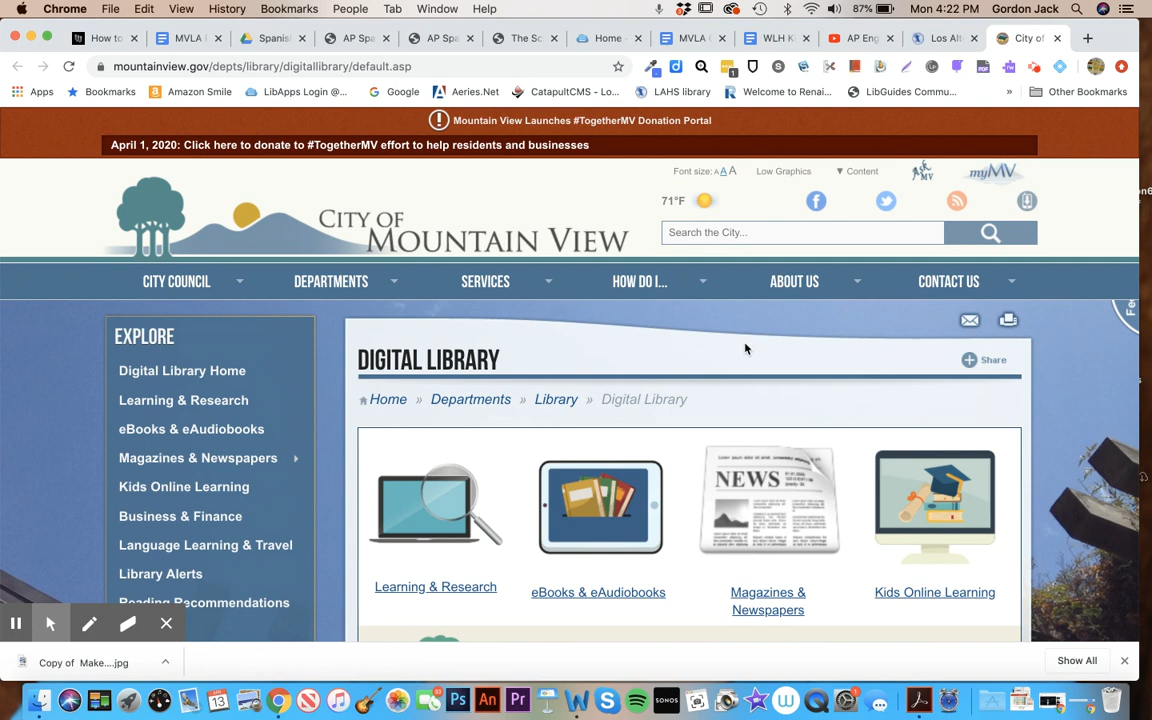 Chrome File Edit View History Bookmarks People Tab Window Help 87% Mon 4:22 PM Gordon Jack
How to MVLA Spanis AP Spa AP Spa The Sc Home - MVLA WLH K AP Eng Los Alt City of
mountainview.gov/depts/library/digitallibrary/default.asp
Apps Bookmarks Amazon Smile LibApps Login @... Google Aeries.Net CatapultCMS - Lo... LAHS library Welcome to Renai... LibGuides Commu... » Other Bookmarks
Mountain View Launches #TogetherMV Donation Portal
April 1, 2020: Click here to donate to #TogetherMV effort to help residents and businesses
Font size: A A A Low Graphics ▼ Content MV myMV
71°F
CITY OF
MOUNTAIN VIEW
Search the City...
CITY COUNCIL DEPARTMENTS SERVICES HOW DO I... ABOUT US CONTACT US
EXPLORE
Digital Library Home
Learning & Research
eBooks & eAudiobooks
Magazines & Newspapers
Kids Online Learning
Business & Finance
Language Learning & Travel
Library Alerts
Reading Recommendations
DIGITAL LIBRARY
Share
Home » Departments » Library » Digital Library
NEWS
Learning & Research
eBooks & eAudiobooks
Magazines &
Newspapers
Kids Online Learning
Copy of Make....jpg
Show All
JAN
13
Ps An Pr
SONOS